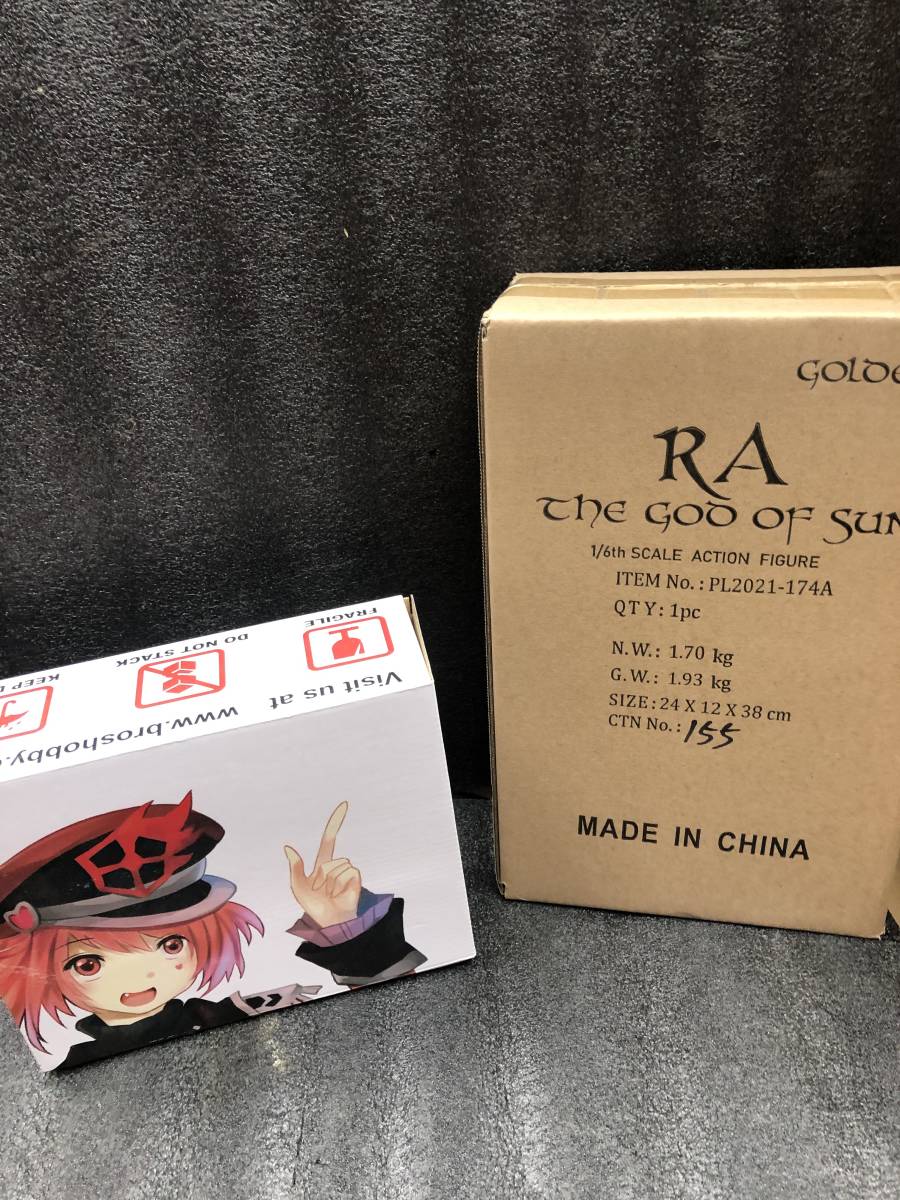 GOLDE
RA
THE GOD OF SUN
1/6th SCALE ACTION FIGURE
ITEM No.: PL2021-174A
QTY: 1pc
N.W.: 1.70 kg
G.W.: 1.93 kg
SIZE: 24 X 12 X 38 cm
CTN No.: 155
MADE IN CHINA
Visit us at www.broshobby.
FRAGILE
DO NOT STACK
KEEP